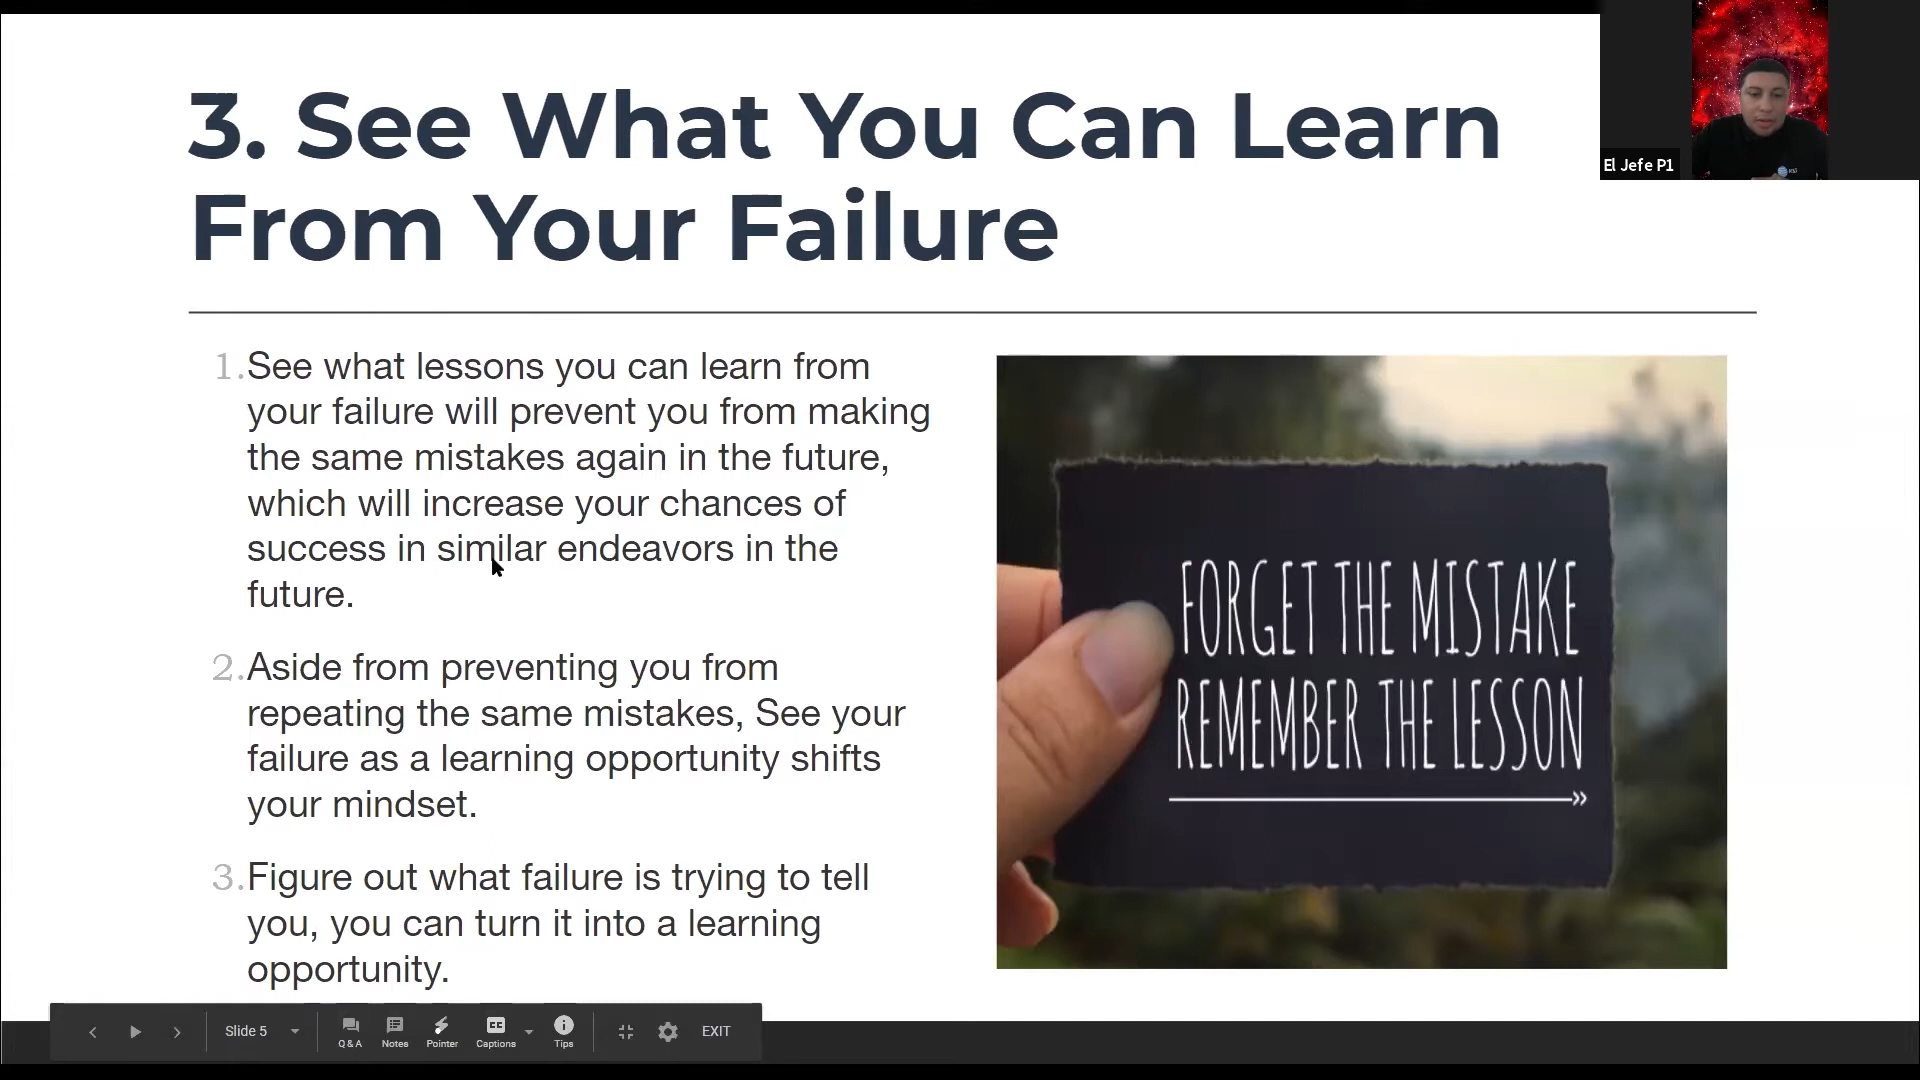 3. See What You Can Learn
From Your Failure
El Jefe P1
1.See what lessons you can learn from
your failure will prevent you from making
the same mistakes again in the future,
which will increase your chances of
success in similar endeavors in the
future.
2.Aside from preventing you from
repeating the same mistakes, See your
failure as a learning opportunity shifts
your mindset.
3.Figure out what failure is trying to tell
you, you can turn it into a learning
opportunity.
FORGET THE MISTAKE
REMEMBER THE LESSON
Slide 5
Q & A
Notes
Pointer
CC
Captions
Tips
EXIT